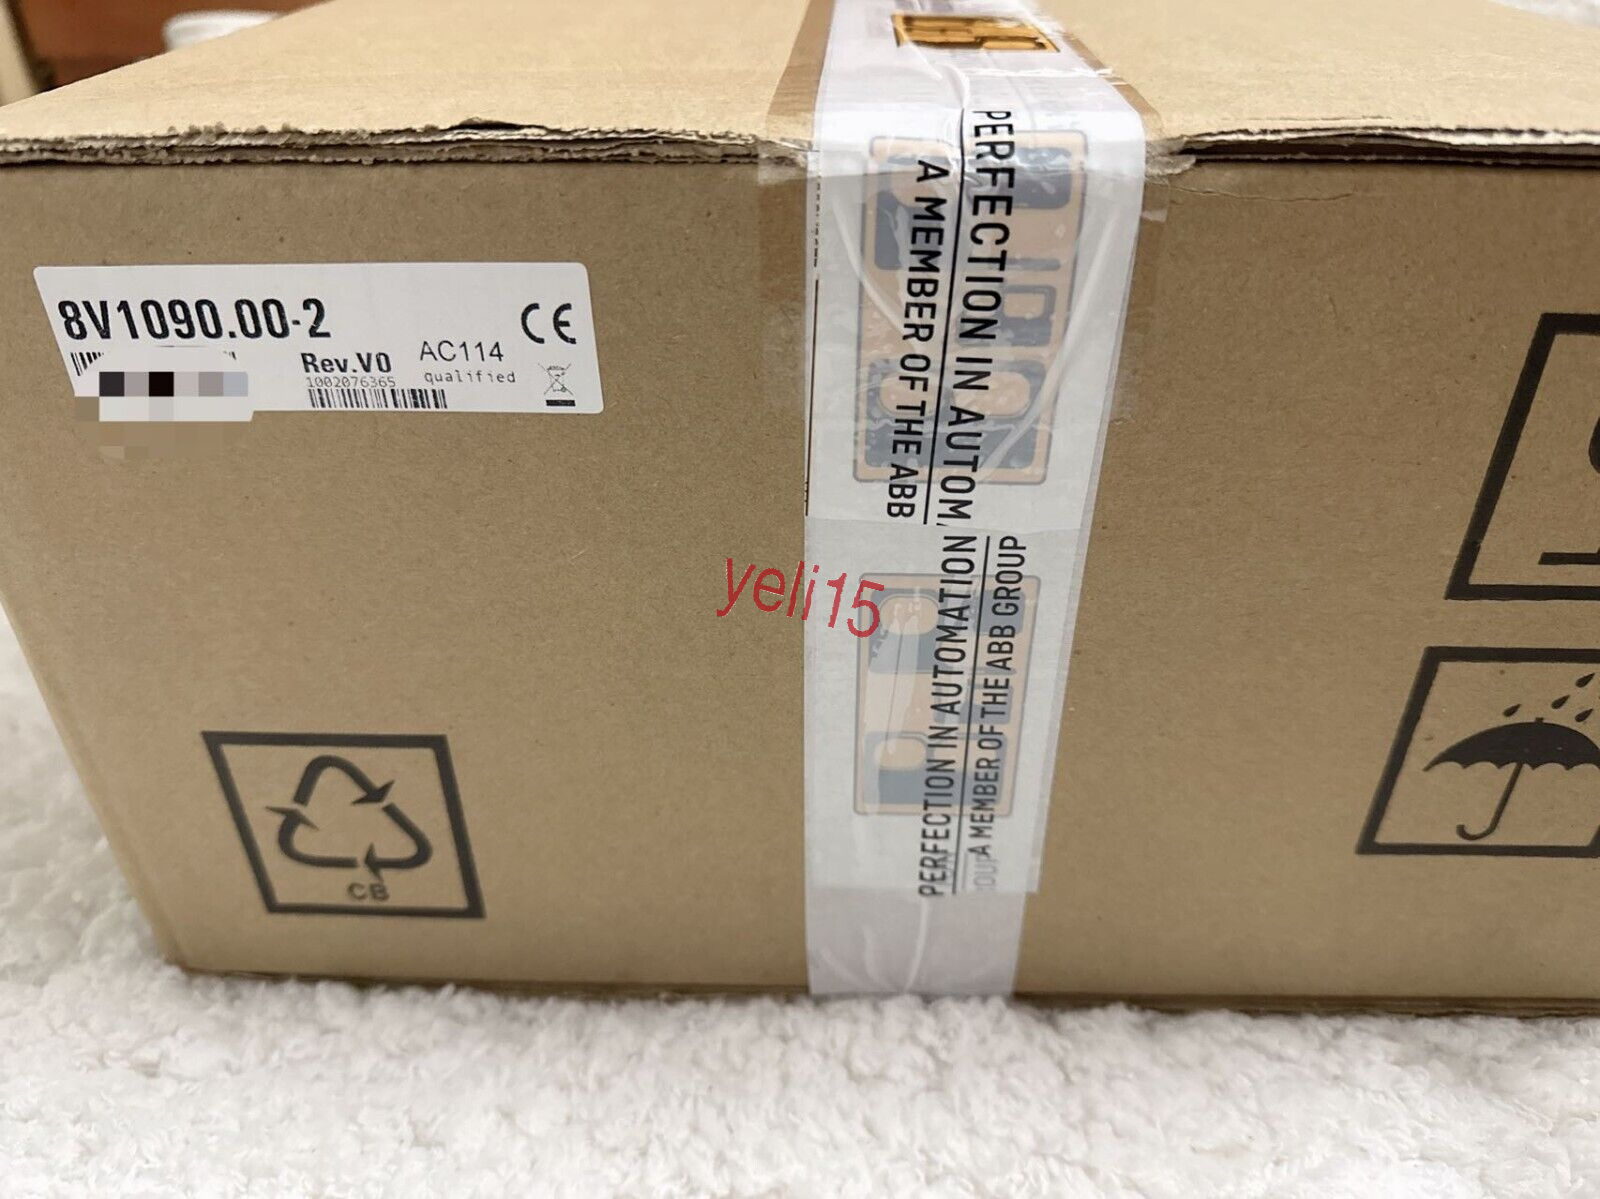 8V1090.00-2
CE
Rev.V0
AC114
1002076365
qualified
PERFECTION IN AUTOM
A MEMBER OF THE ABB
PERFECTION IN AUTOMATION
A MEMBER OF THE ABB GROUP
yeli15
CB